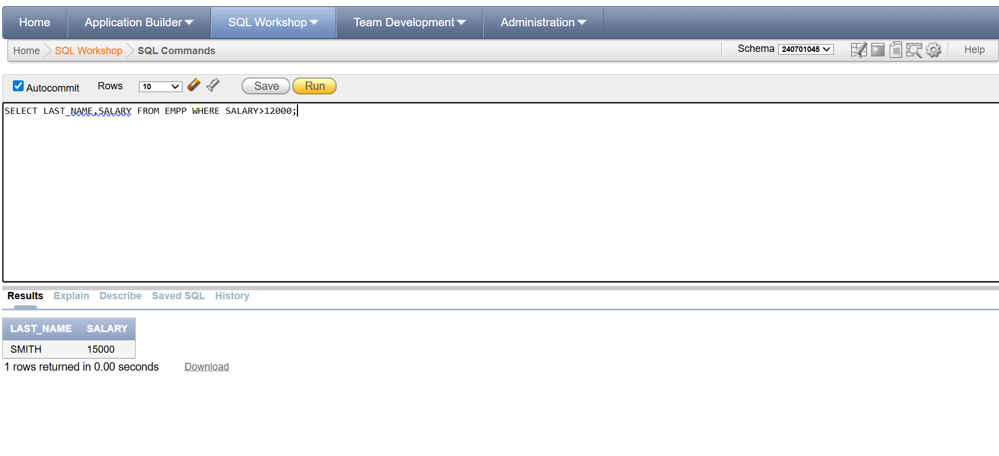 Home Application Builder SQL Workshop Team Development Administration
Home SQL Workshop SQL Commands Schema 240701045 Help
Autocommit Rows 10 Save Run
SELECT LAST_NAME,SALARY FROM EMPP WHERE SALARY>12000;
Results Explain Describe Saved SQL History
LAST_NAME SALARY
SMITH 15000
1 rows returned in 0.00 seconds Download